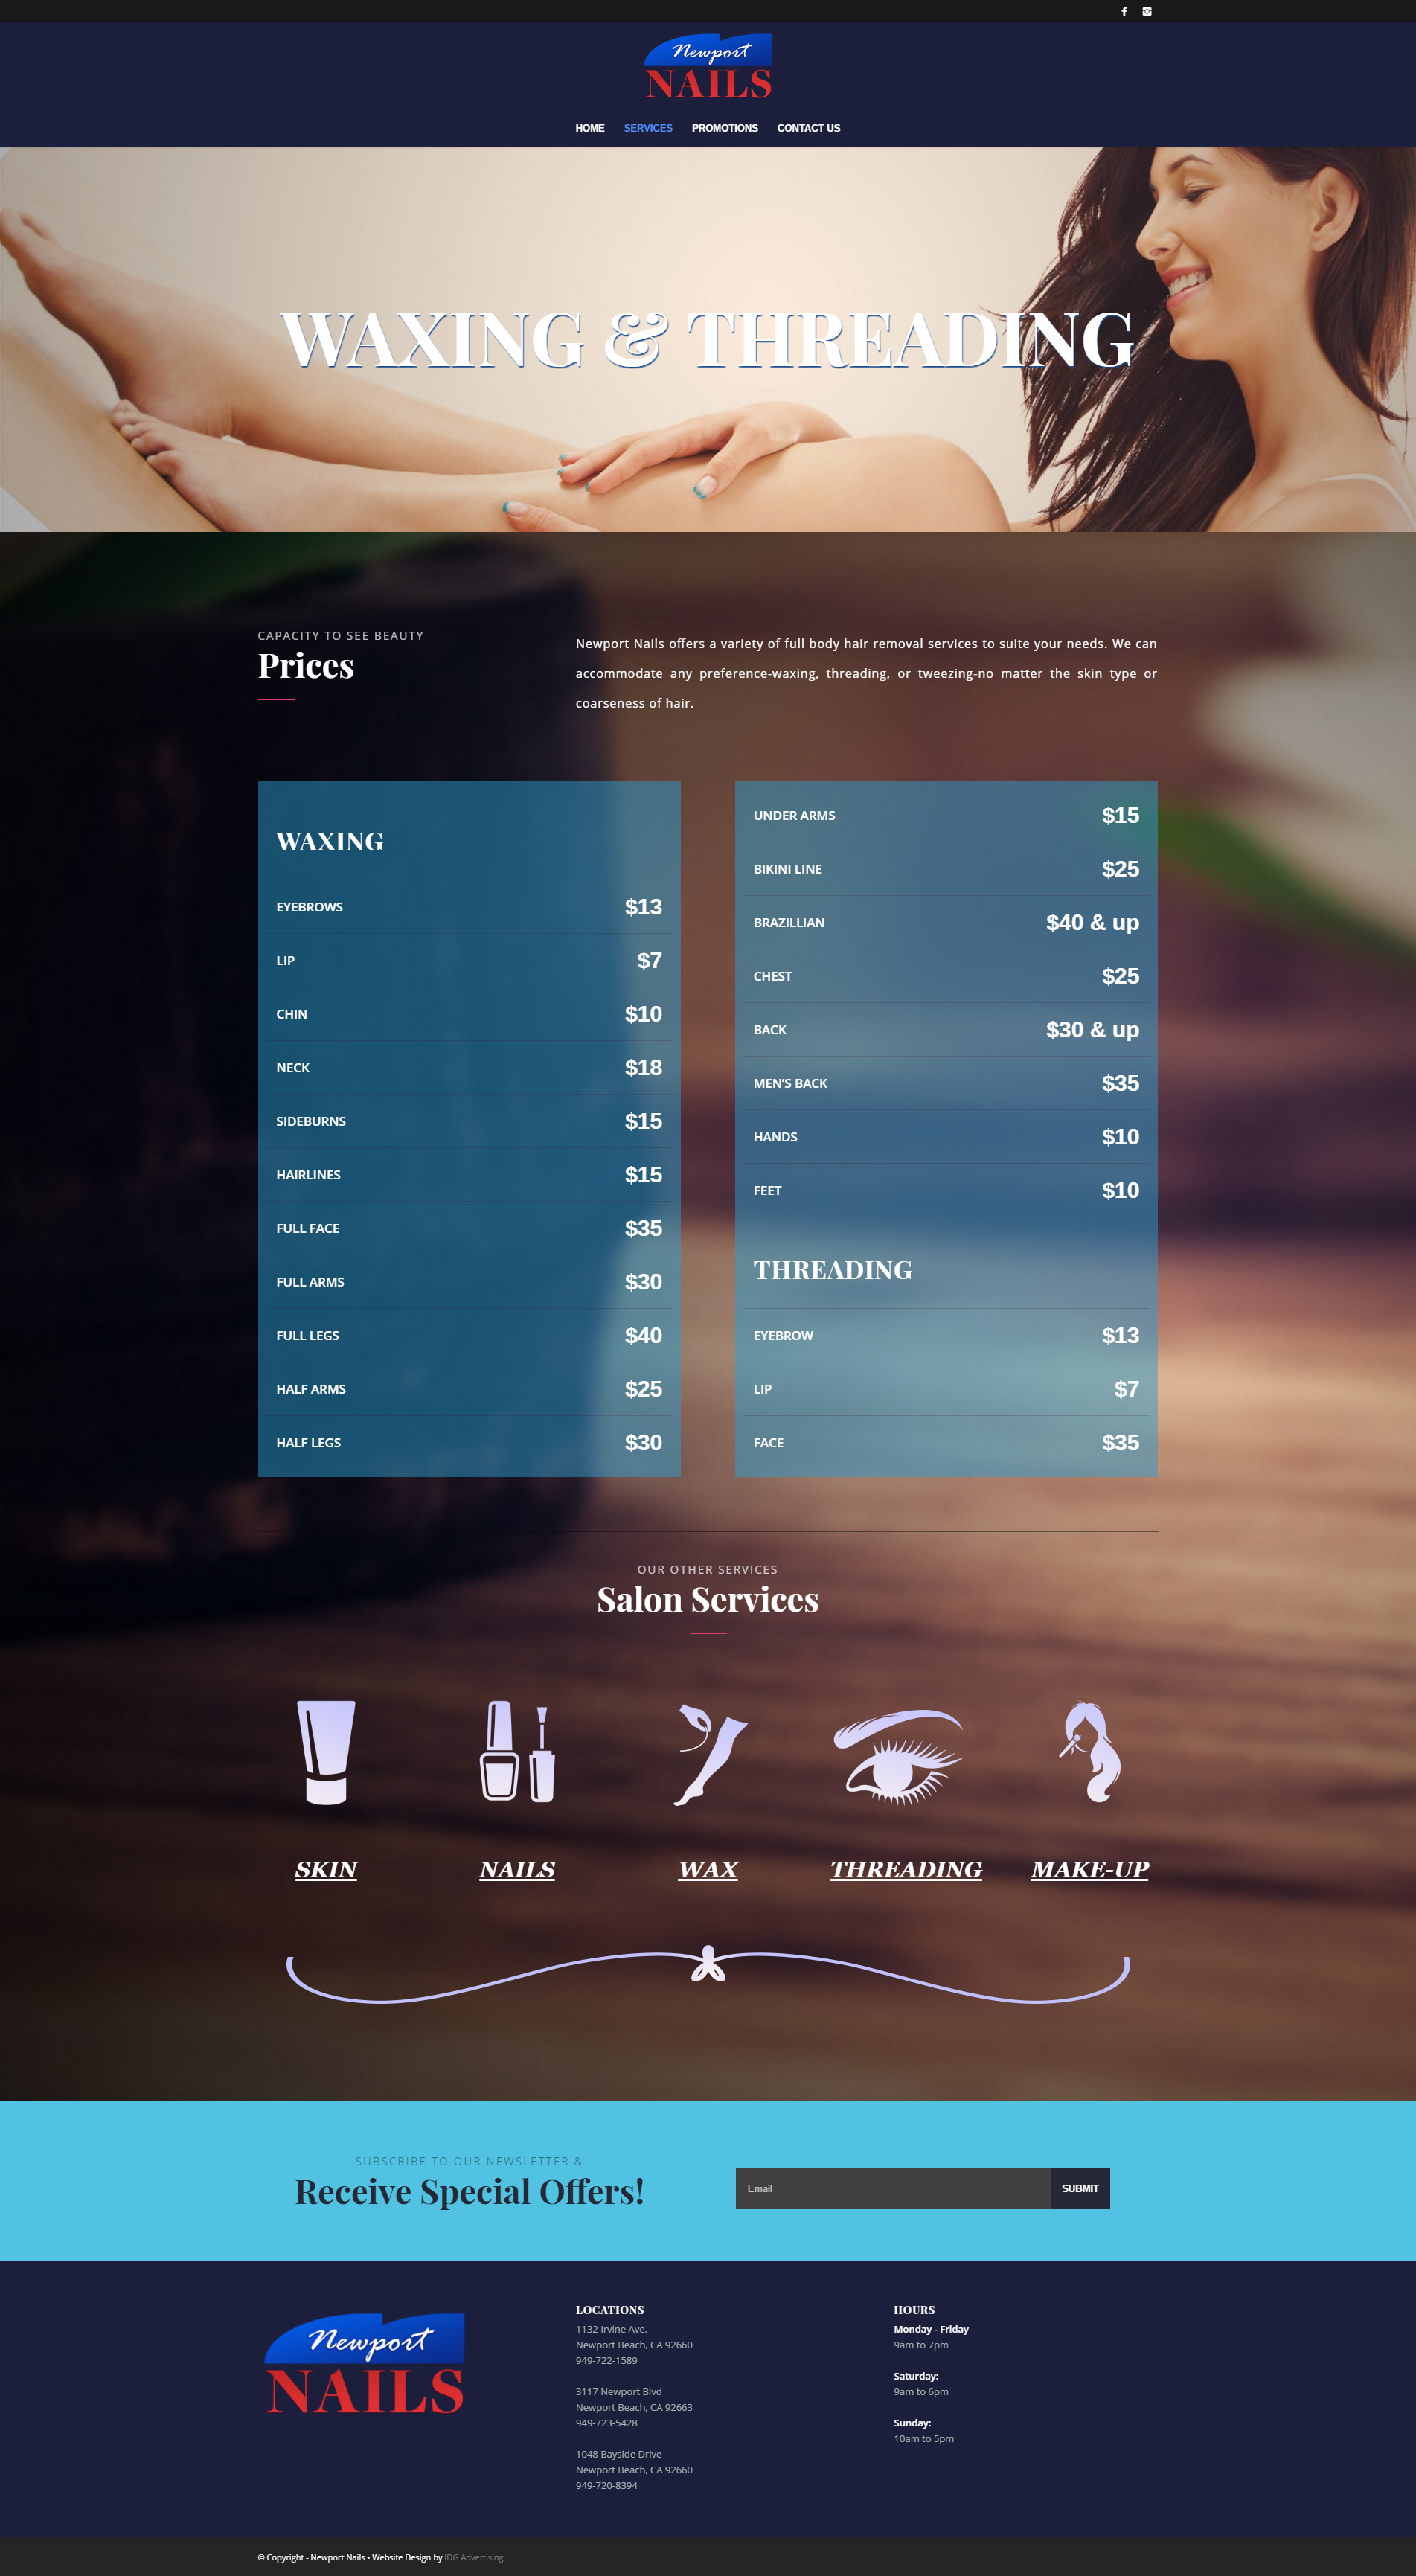 Newport
NAILS
HOME SERVICES PROMOTIONS CONTACT US
WAXING & THREADING
CAPACITY TO SEE BEAUTY
Prices
Newport Nails offers a variety of full body hair removal services to suite your needs. We can
accommodate any preference-waxing, threading, or tweezing-no matter the skin type or
coarseness of hair.
WAXING
EYEBROWS $13
LIP $7
CHIN $10
NECK $18
SIDEBURNS $15
HAIRLINES $15
FULL FACE $35
FULL ARMS $30
FULL LEGS $40
HALF ARMS $25
HALF LEGS $30
UNDER ARMS $15
BIKINI LINE $25
BRAZILLIAN $40 & up
CHEST $25
BACK $30 & up
MEN'S BACK $35
HANDS $10
FEET $10
THREADING
EYEBROW $13
LIP $7
FACE $35
OUR OTHER SERVICES
Salon Services
SKIN NAILS WAX THREADING MAKE-UP
SUBSCRIBE TO OUR NEWSLETTER &
Receive Special Offers!
Email SUBMIT
Newport
NAILS
LOCATIONS
1132 Irvine Ave.
Newport Beach, CA 92660
949-722-1589
3117 Newport Blvd
Newport Beach, CA 92663
949-723-5428
1048 Bayside Drive
Newport Beach, CA 92660
949-720-8394
HOURS
Monday - Friday
9am to 7pm
Saturday:
9am to 6pm
Sunday:
10am to 5pm
© Copyright - Newport Nails • Website Design by IDG Advertising